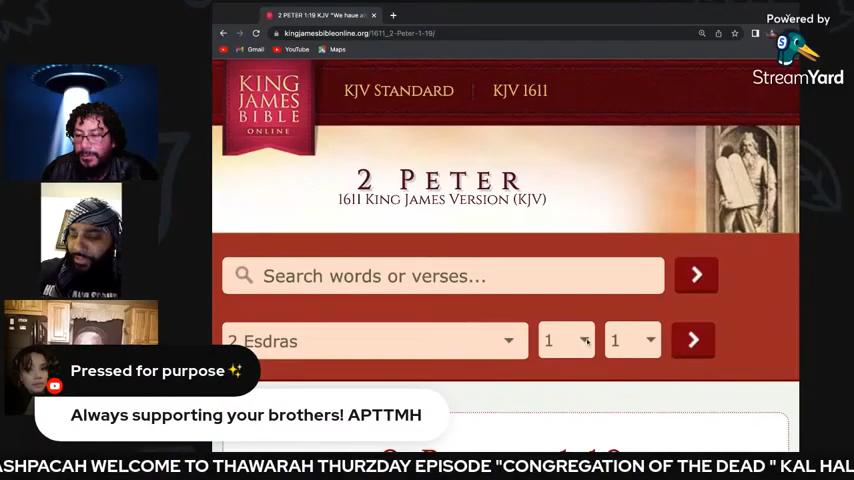 2 PETER 1:19 KJV "We haue al
kingjamesbibleonline.org/1611_2-Peter-1-19/
Gmail
YouTube
Maps
Powered by
StreamYard
KING
JAMES
BIBLE
ONLINE
KJV STANDARD
KJV 1611
2 PETER
1611 KING JAMES VERSION (KJV)
Search words or verses...
2 Esdras
1
1
Pressed for purpose✨
Always supporting your brothers! APTTMH
ASHPACAH WELCOME TO THAWARAH THURZDAY EPISODE "CONGREGATION OF THE DEAD " KAL HAL